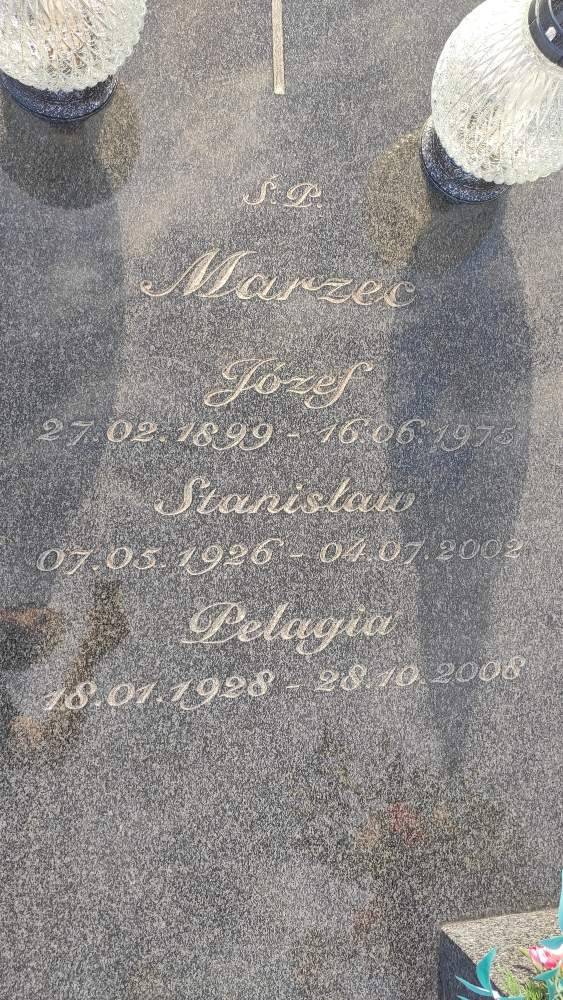 Ś.P.
Marzec
Józef
27.02.1899 - 16.06.1975
Stanisław
07.05.1926 - 04.07.2002
Pelagia
18.01.1928 - 28.10.2008